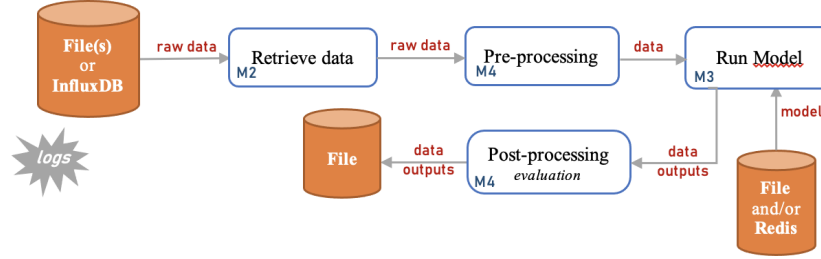 File(s)
or
InfluxDB
raw data
Retrieve data
M2
raw data
Pre-processing
M4
data
Run Model
M3
model
logs
File
data
outputs
Post-processing
evaluation
M4
data
outputs
File
and/or
Redis